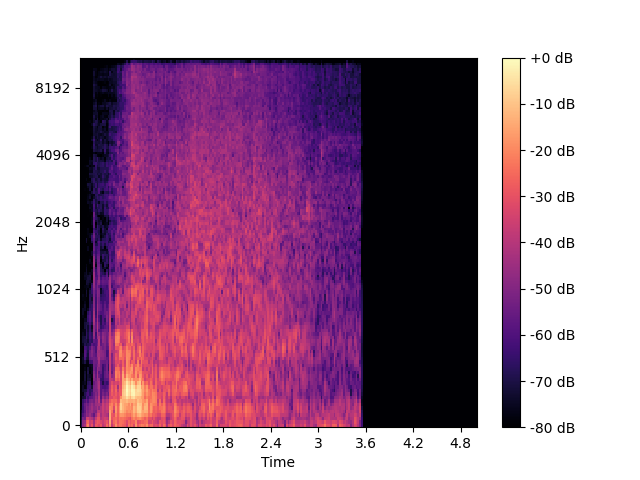 8192
4096
2048
1024
512
0
Hz
0 0.6 1.2 1.8 2.4 3 3.6 4.2 4.8
Time
+0 dB
-10 dB
-20 dB
-30 dB
-40 dB
-50 dB
-60 dB
-70 dB
-80 dB